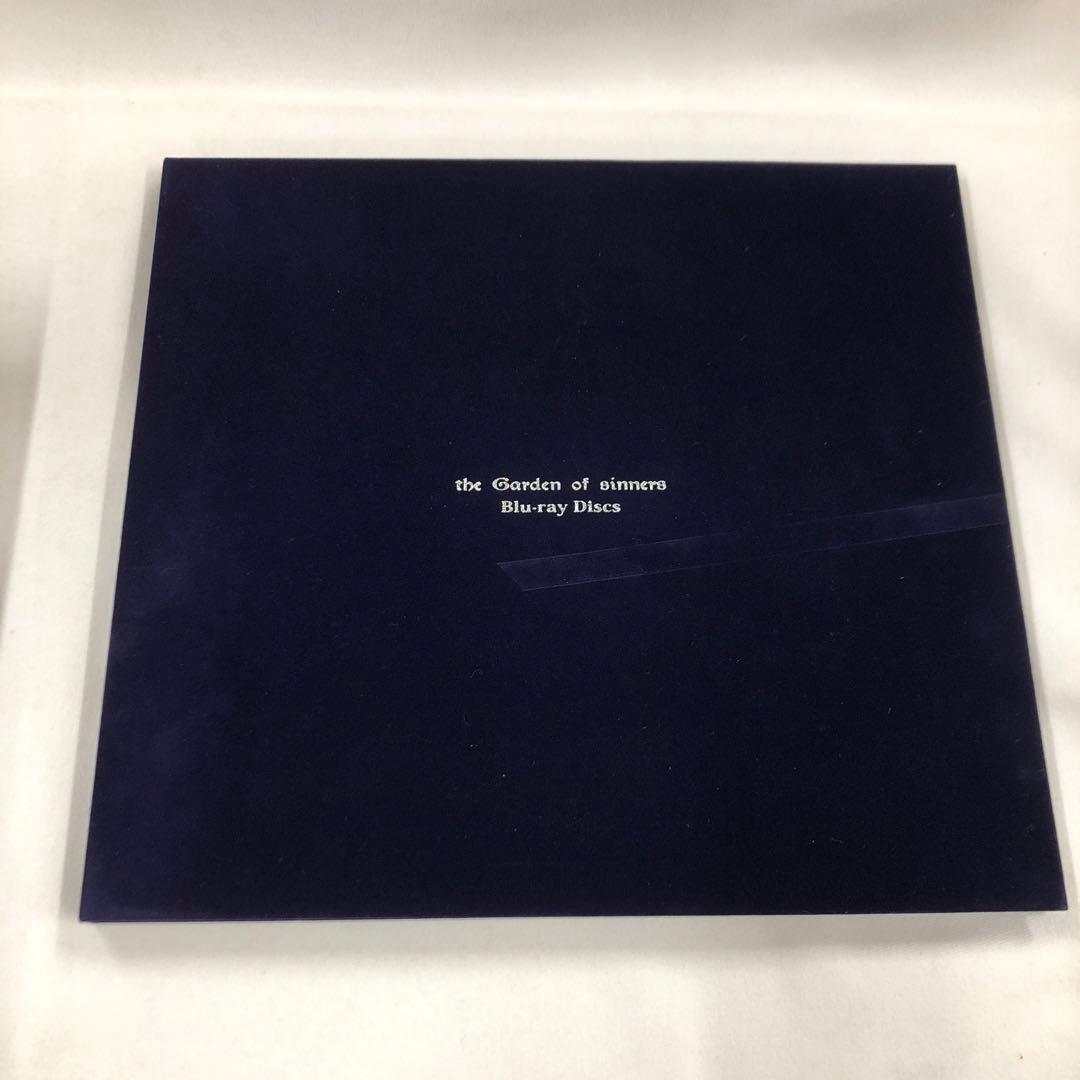 the Garden of sinners
Blu-ray Discs